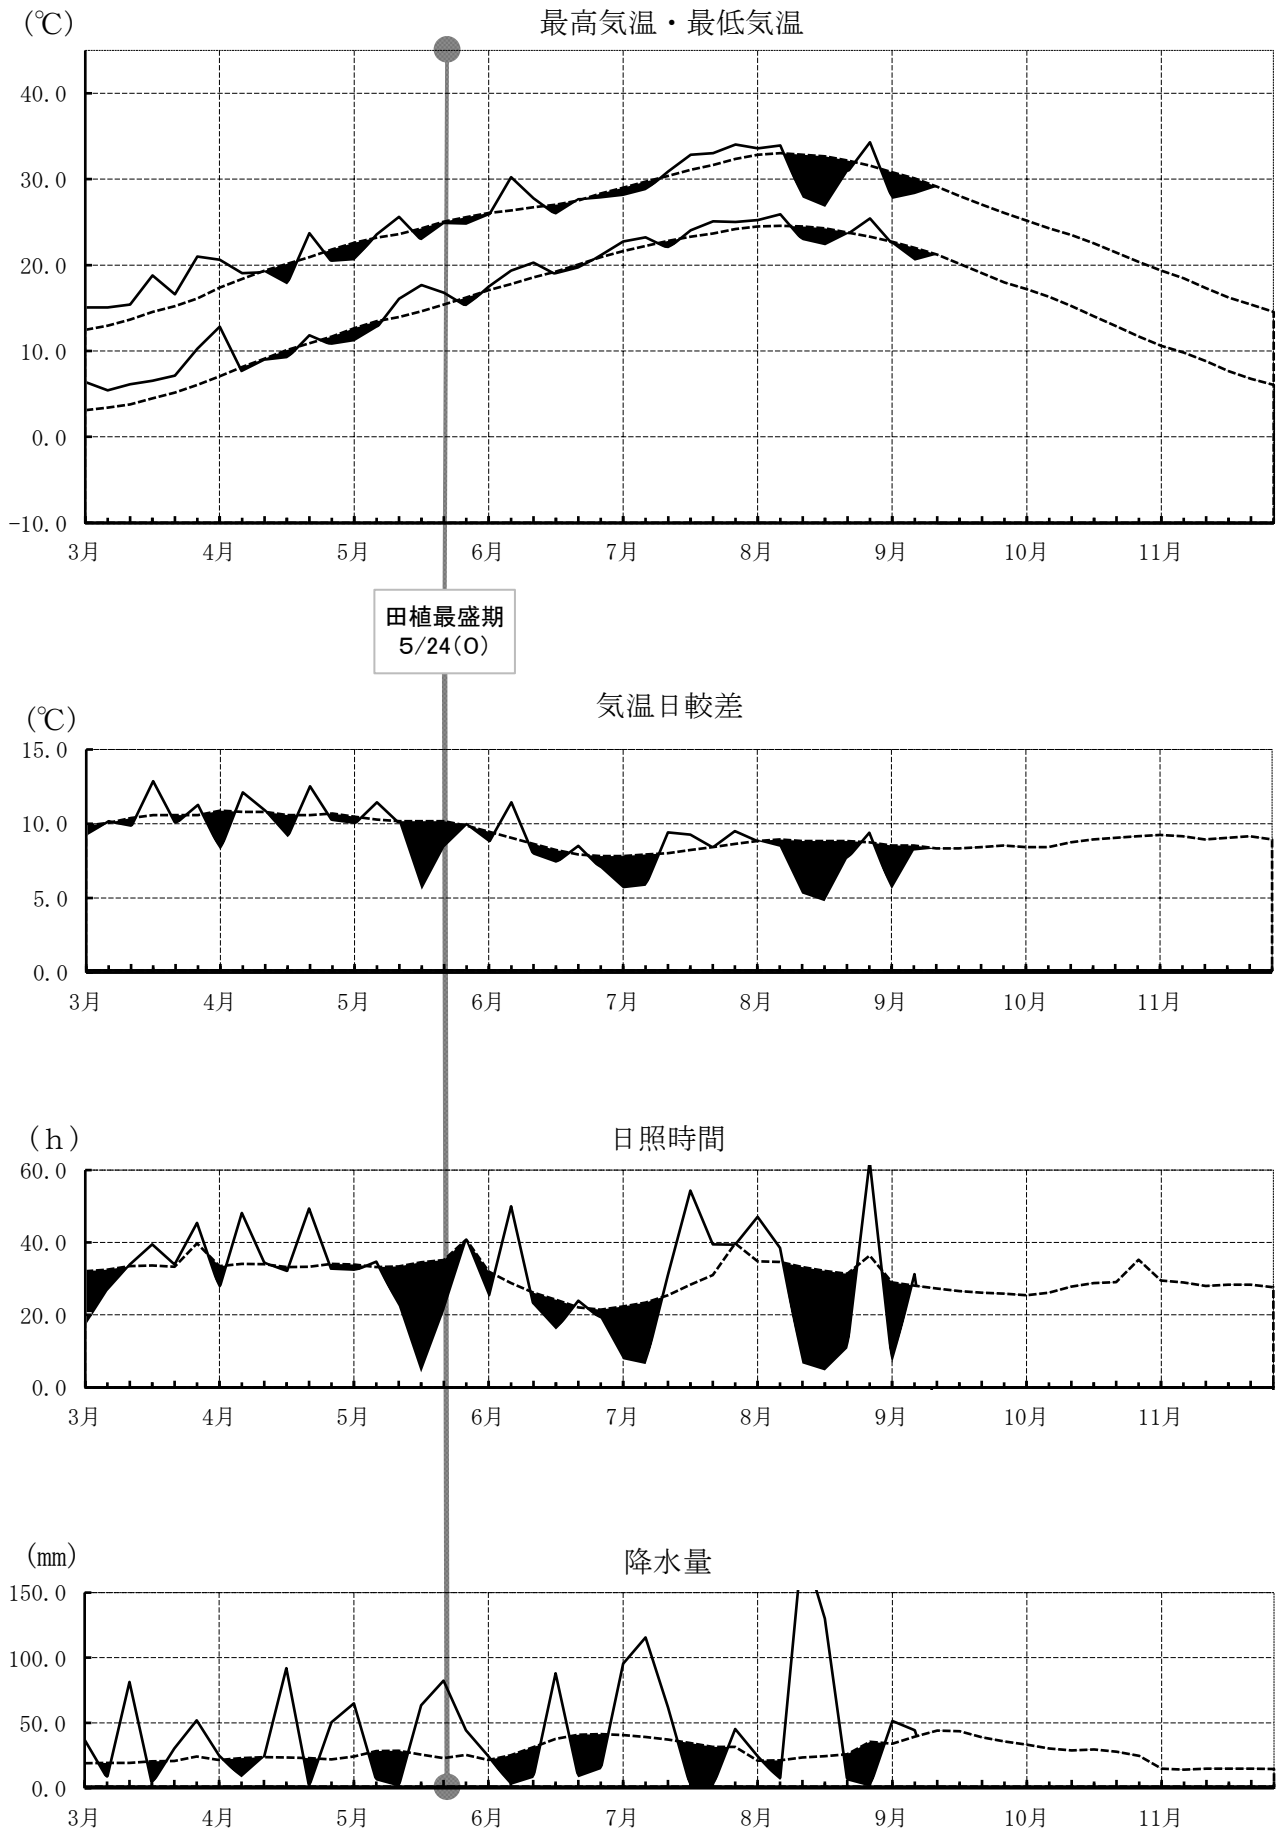 (℃)
最高気温・最低気温
40.0
30.0
20.0
10.0
0.0
-10.0
3月 4月 5月 6月 7月 8月 9月 10月 11月
田植最盛期
5/24(0)
(℃)
気温日較差
15.0
10.0
5.0
0.0
3月 4月 5月 6月 7月 8月 9月 10月 11月
(ｈ)
日照時間
60.0
40.0
20.0
0.0
3月 4月 5月 6月 7月 8月 9月 10月 11月
(㎜)
降水量
150.0
100.0
50.0
0.0
3月 4月 5月 6月 7月 8月 9月 10月 11月